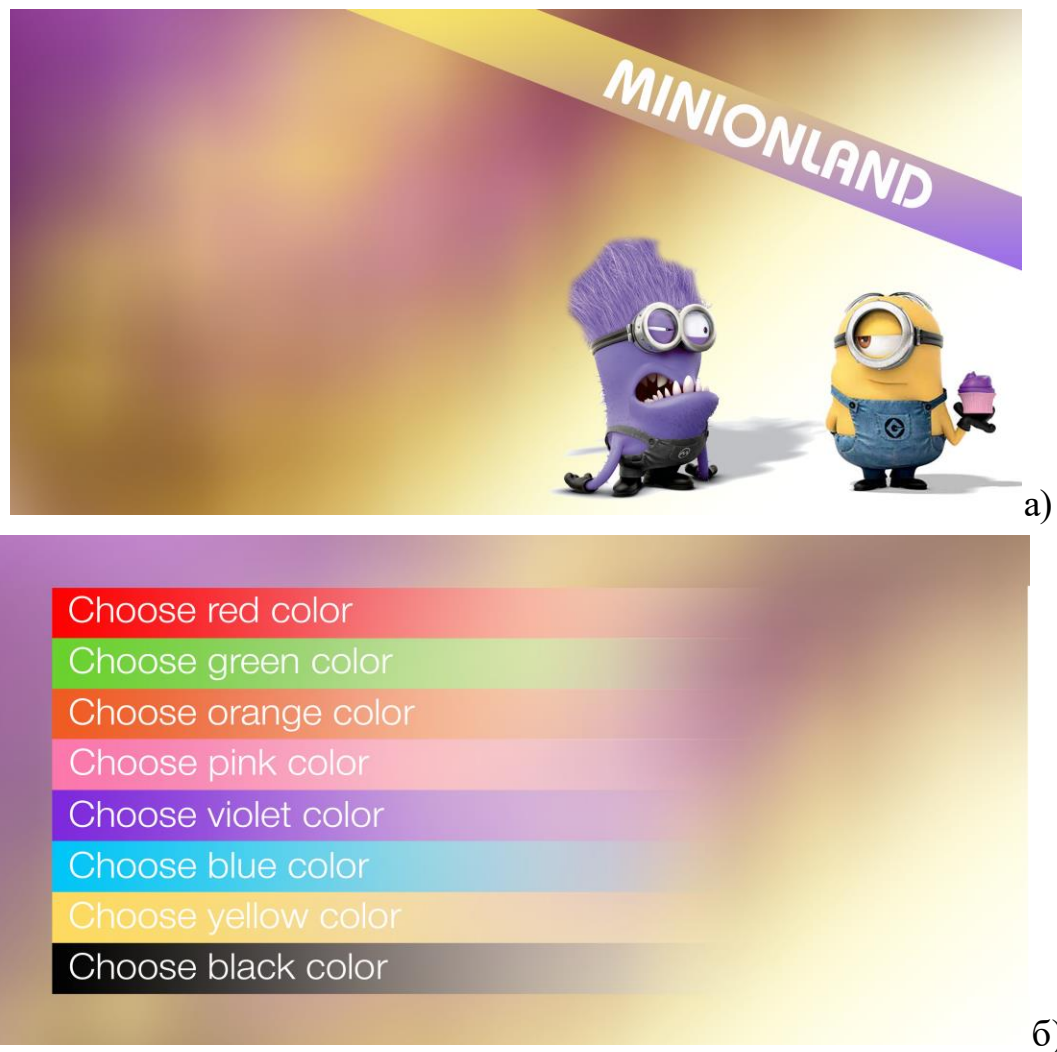 MINIONLAND
а)
Choose red color
Choose green color
Choose orange color
Choose pink color
Choose violet color
Choose blue color
Choose yellow color
Choose black color
б)